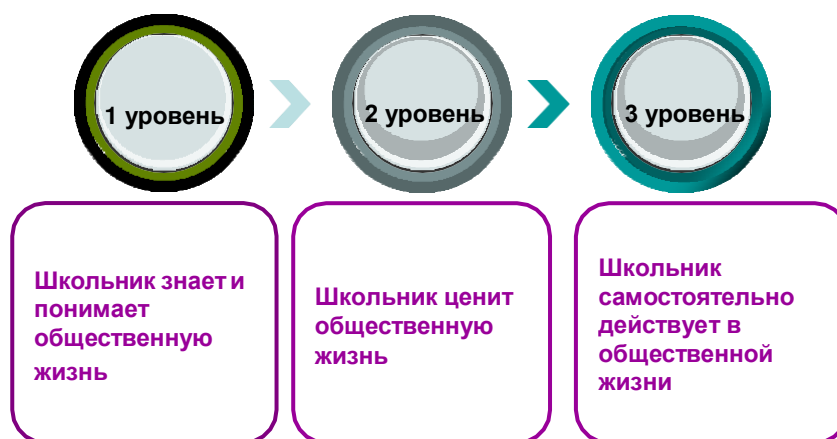 1 уровень
2 уровень
3 уровень
Школьник знает и
понимает
общественную
жизнь
Школьник ценит
общественную
жизнь
Школьник
самостоятельно
действует в
общественной
жизни